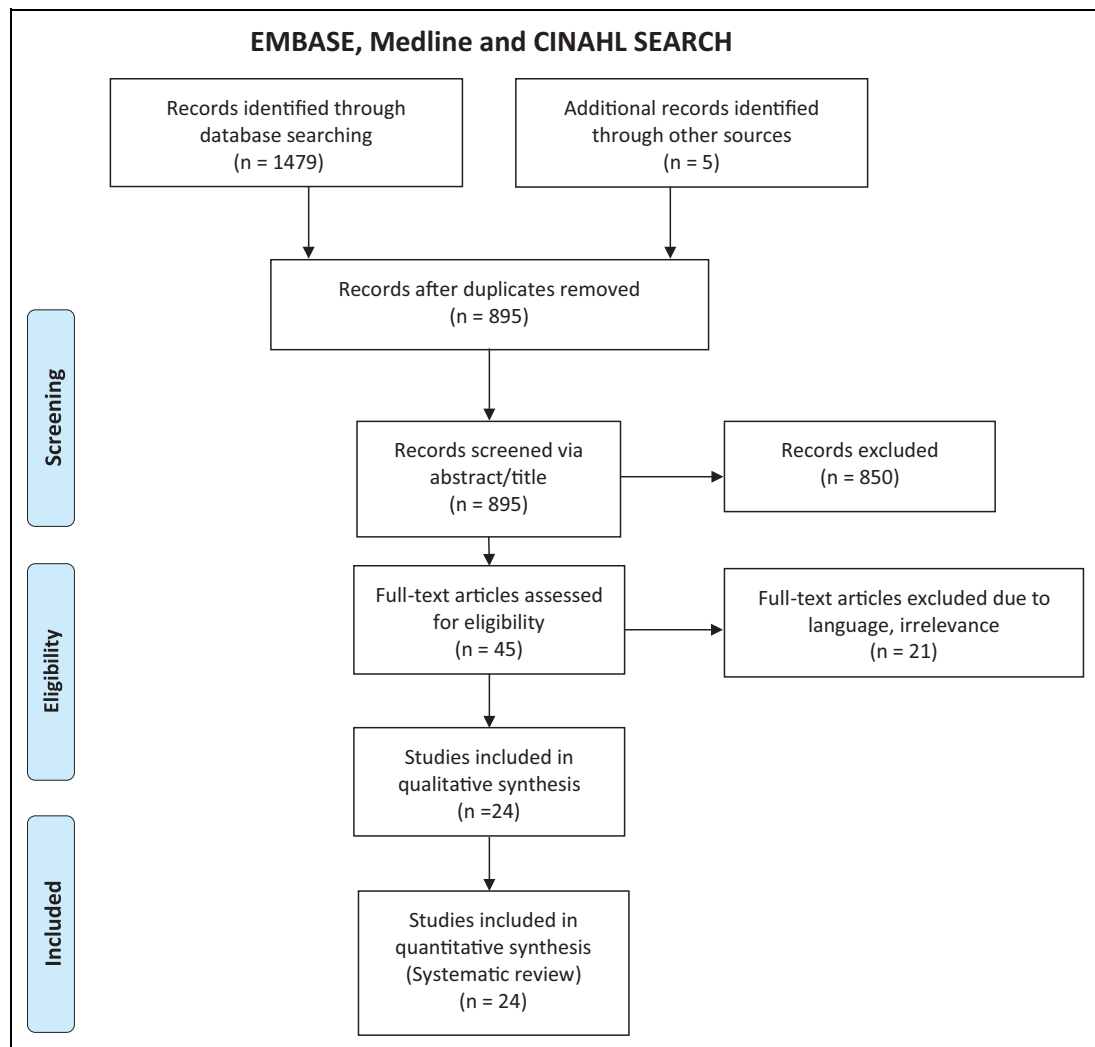 EMBASE, Medline and CINAHL SEARCH
Records identified through
database searching
(n = 1479)
Additional records identified
through other sources
(n = 5)
Records after duplicates removed
(n = 895)
Screening
Records screened via
abstract/title
(n = 895)
Records excluded
(n = 850)
Eligibility
Full-text articles assessed
for eligibility
(n = 45)
Full-text articles excluded due to
language, irrelevance
(n = 21)
Studies included in
qualitative synthesis
(n =24)
Included
Studies included in
quantitative synthesis
(Systematic review)
(n = 24)